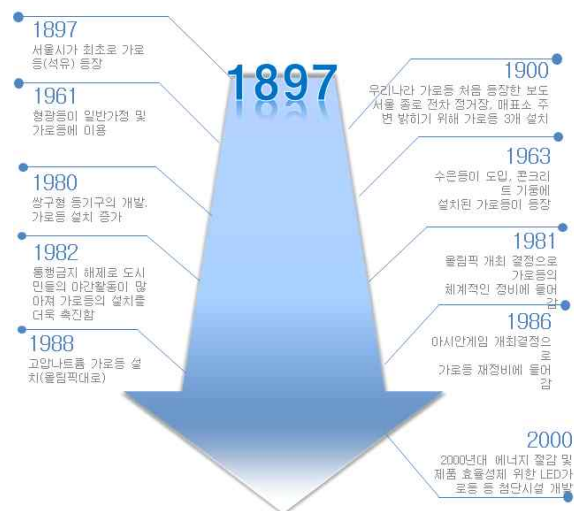 1897
서울시가 최초로 가로
등(석유) 등장
1897
1900
우리나라 가로등 처음 등장한 보도
서울 종로 전차 정거장, 매표소 주
변 밝히기 위해 가로등 3개 설치
1961
형광등이 일반가정 및
가로등에 이용
1963
수은등이 도입, 콘크리
트 기둥에
설치된 가로등이 등장
1980
쌍구형 등기구의 개발.
가로등 설치 증가
1981
올림픽 개최 결정으로
가로등의
체계적인 정비에 들어
감
1982
통행금지 해제로 도시
민들의 야간활동이 많
아져 가로등의 설치를
더욱 촉진함
1986
아시안게임 개최결정으
로
가로등 재정비에 들어
감
1988
고압나트륨 가로등 설
치(올림픽대로)
2000
2000년대 에너지 절감 및
제품 효율성제 위한 LED가
로등 등 첨단시설 개발